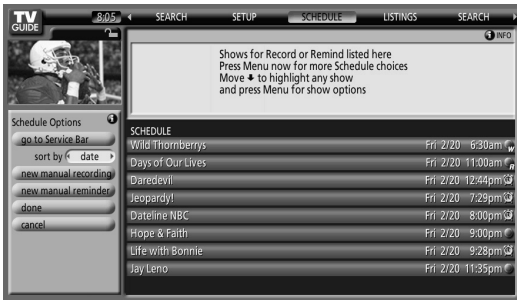 TV
GUIDE
8:05
SEARCH SETUP SCHEDULE LISTINGS SEARCH
INFO
Shows for Record or Remind listed here
Press Menu now for more Schedule choices
Move to highlight any show
and press Menu for show options
Schedule Options
go to Service Bar
sort by date
new manual recording
new manual reminder
done
cancel
SCHEDULE
Wild Thornberrys Fri 2/20 6:30am W
Days of Our Lives Fri 2/20 11:00am R
Daredevil Fri 2/20 12:44pm
Jeopardy! Fri 2/20 7:29pm
Dateline NBC Fri 2/20 8:00pm
Hope & Faith Fri 2/20 9:00pm
Life with Bonnie Fri 2/20 9:28pm
Jay Leno Fri 2/20 11:35pm